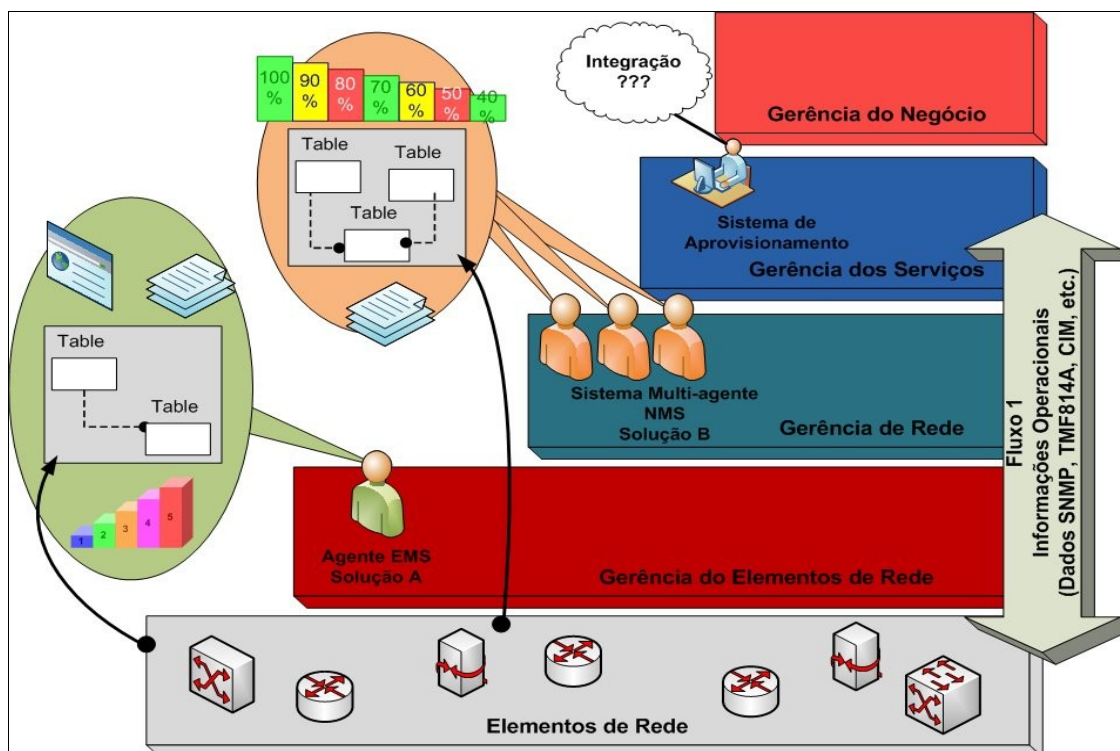 100
%
90
%
80
%
70
%
60
%
50
%
40
%
Table
Table
Table
Integração
???
Gerência do Negócio
Sistema de
Aprovisionamento
Gerência dos Serviços
Table
Table
1
2
3
4
5
Sistema Multi-agente
NMS
Solução B
Gerência de Rede
Agente EMS
Solução A
Gerência do Elementos de Rede
Fluxo 1
Informações Operacionais
(Dados SNMP, TMF814A, CIM, etc.)
Elementos de Rede